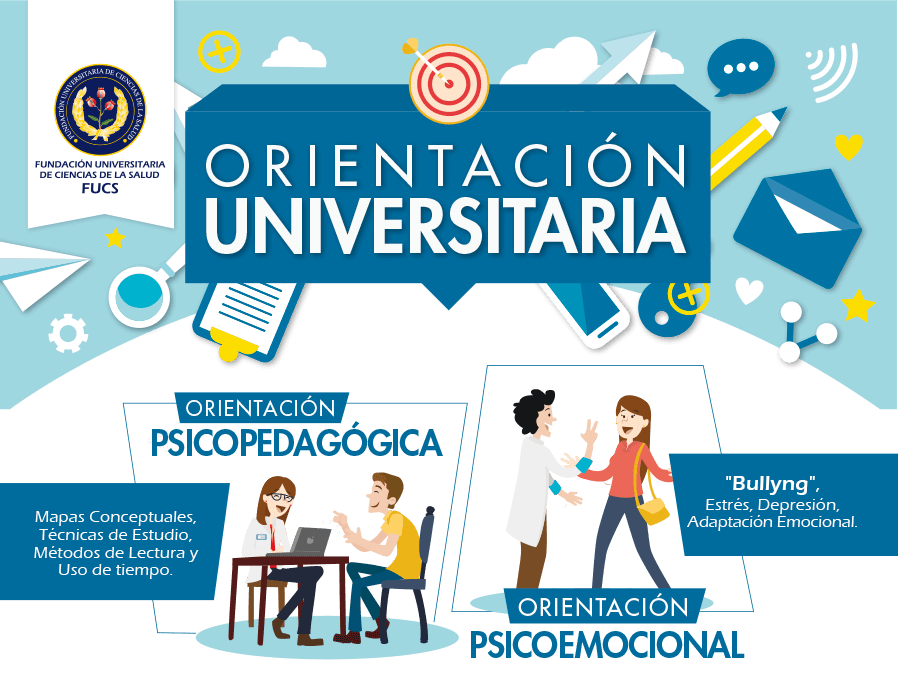 FUNDACIÓN UNIVERSITARIA DE CIENCIAS DE LA SALUD
FUNDACIÓN UNIVERSITARIA
DE CIENCIAS DE LA SALUD
FUCS
ORIENTACIÓN
UNIVERSITARIA
ORIENTACIÓN
PSICOPEDAGÓGICA
Mapas Conceptuales,
Técnicas de Estudio,
Métodos de Lectura y
Uso de tiempo.
"Bullyng",
Estrés, Depresión,
Adaptación Emocional.
ORIENTACIÓN
PSICOEMOCIONAL